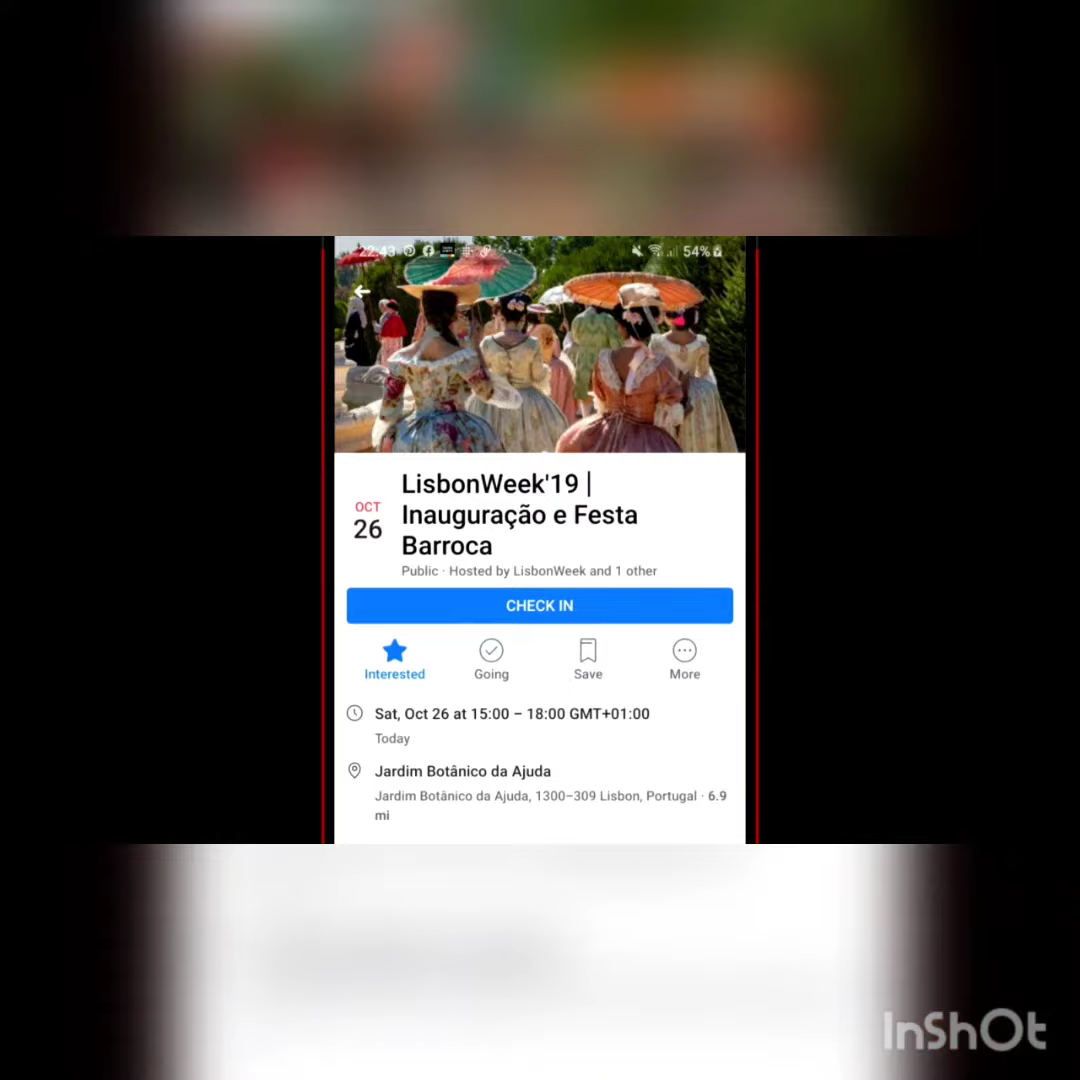 22:43
54%
LisbonWeek'19 |
Inauguração e Festa
Barroca
OCT
26
Public · Hosted by LisbonWeek and 1 other
CHECK IN
Interested
Going
Save
More
Sat, Oct 26 at 15:00 – 18:00 GMT+01:00
Today
Jardim Botânico da Ajuda
Jardim Botânico da Ajuda, 1300–309 Lisbon, Portugal · 6.9
mi
InShOt